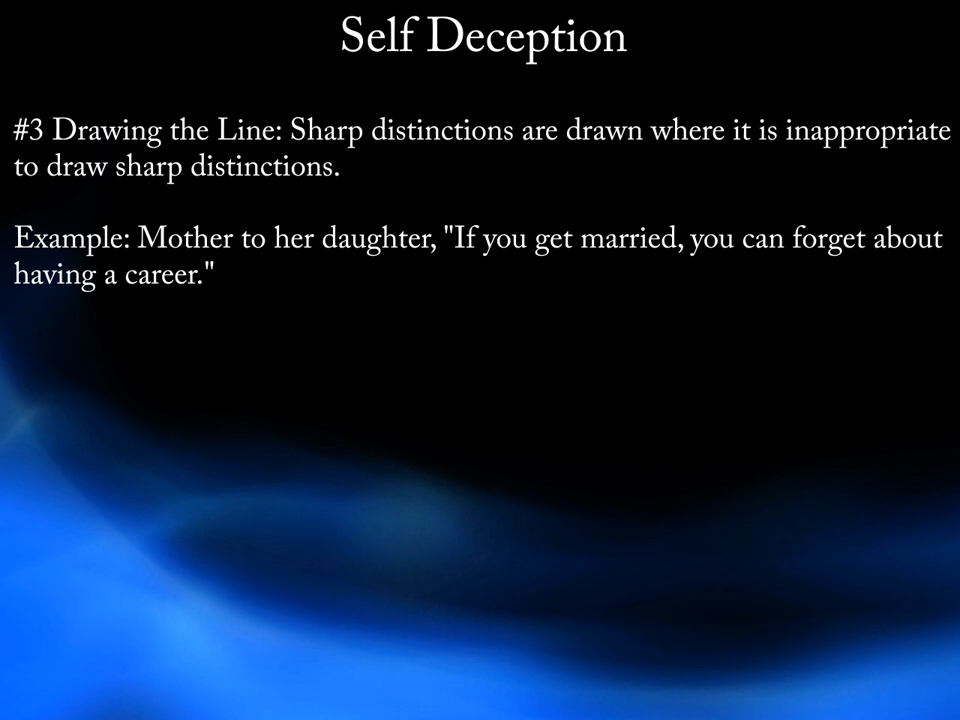 Self Deception
#3 Drawing the Line: Sharp distinctions are drawn where it is inappropriate
to draw sharp distinctions.
Example: Mother to her daughter, "If you get married, you can forget about
having a career."